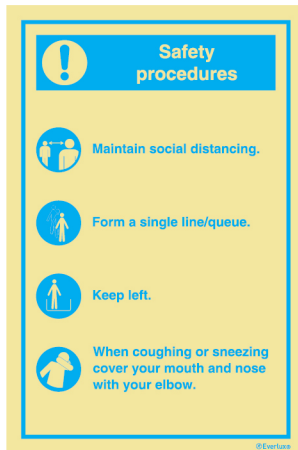 Safety
procedures
Maintain social distancing.
Form a single line/queue.
Keep left.
When coughing or sneezing
cover your mouth and nose
with your elbow.
®Everlux®